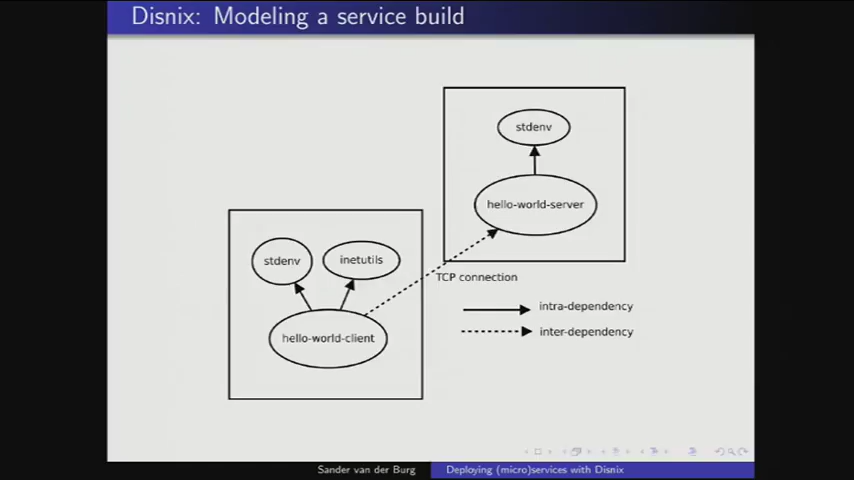 Disnix: Modeling a service build
stdenv
hello-world-server
stdenv
inetutils
TCP connection
hello-world-client
intra-dependency
inter-dependency
Sander van der Burg
Deploying (micro)services with Disnix